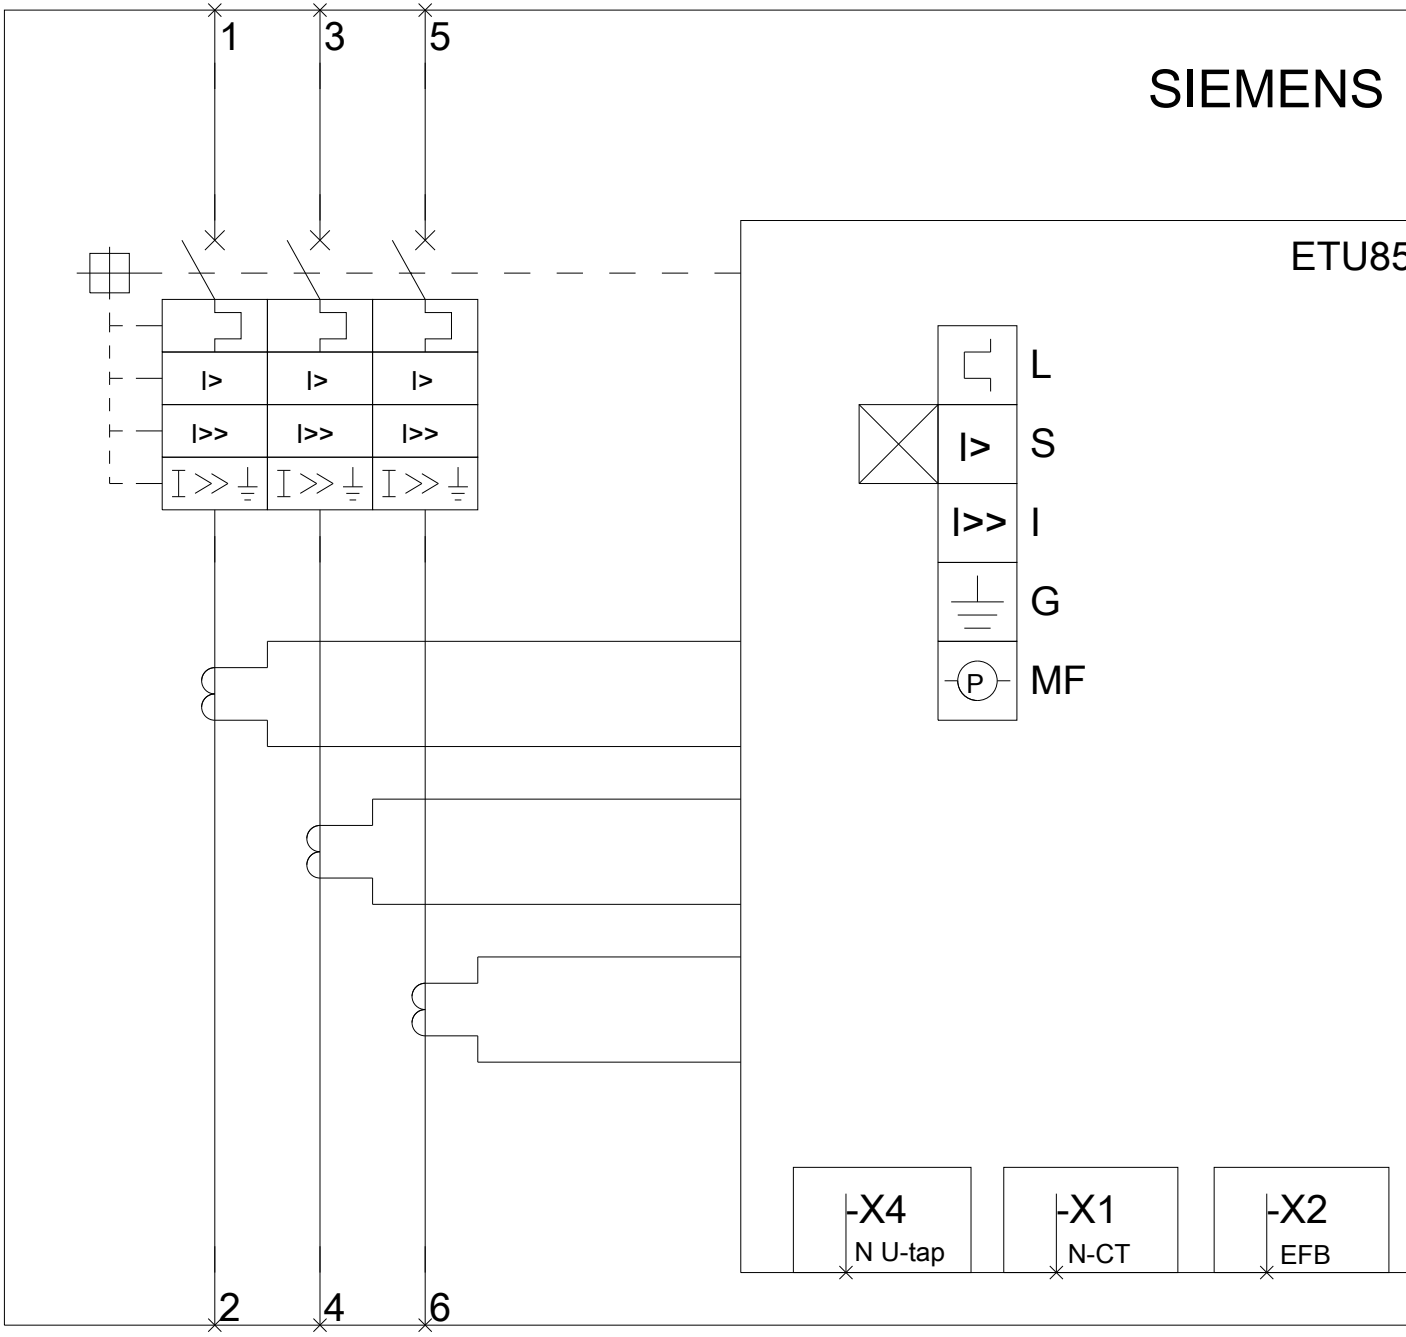 1 3 5
SIEMENS
ETU85
I> I> I>
I>> I>> I>>
I>> I>> I>>
L
I> S
I>> I
G
P MF
-X4 -X1 -X2
N U-tap N-CT EFB
2 4 6